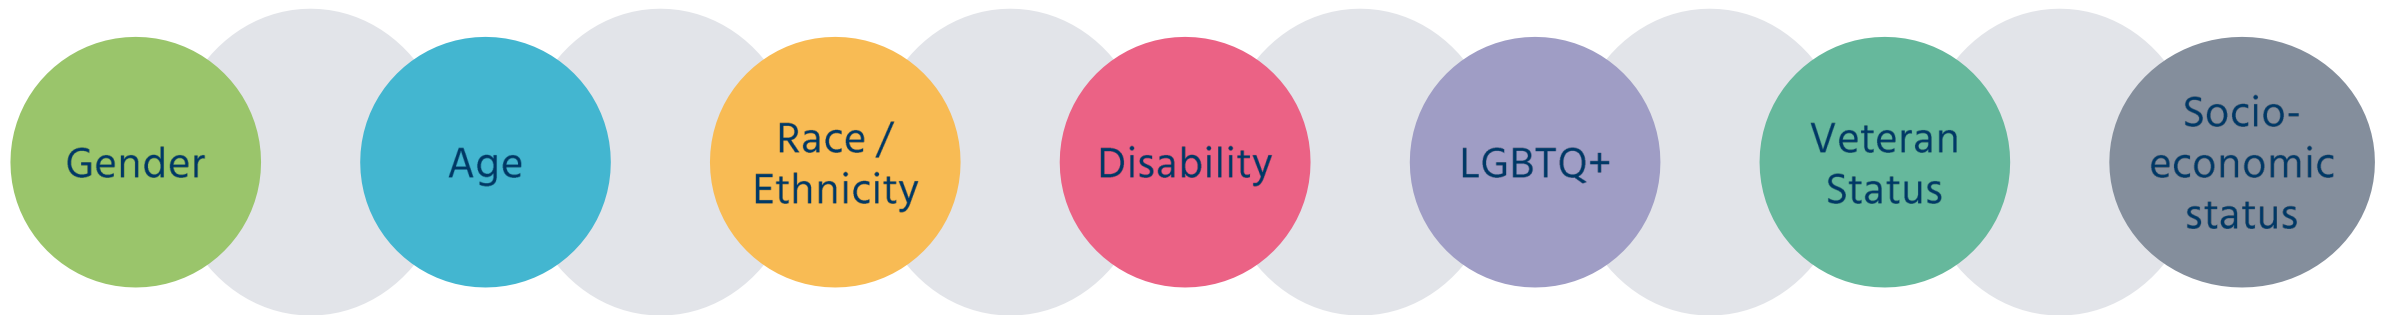 Gender
Age
Race /
Ethnicity
Disability
LGBTQ+
Veteran
Status
Socio-
economic
status